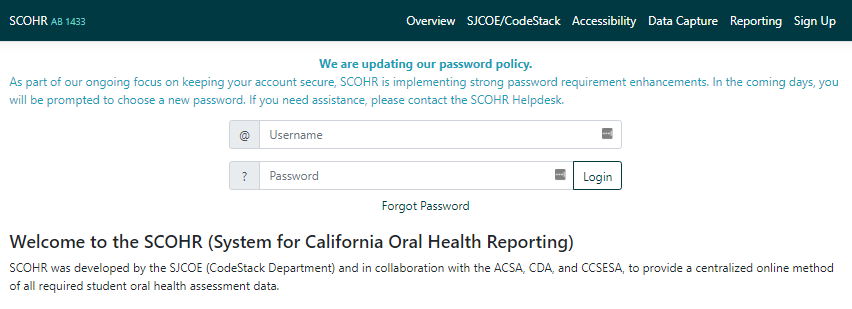 SCOHR AB 1433 Overview SJCOE/CodeStack Accessibility Data Capture Reporting Sign Up
We are updating our password policy.
As part of our ongoing focus on keeping your account secure, SCOHR is implementing strong password requirement enhancements. In the coming days, you
will be prompted to choose a new password. If you need assistance, please contact the SCOHR Helpdesk.
@ Username
? Password Login
Forgot Password
Welcome to the SCOHR (System for California Oral Health Reporting)
SCOHR was developed by the SJCOE (CodeStack Department) and in collaboration with the ACSA, CDA, and CCSESA, to provide a centralized online method
of all required student oral health assessment data.